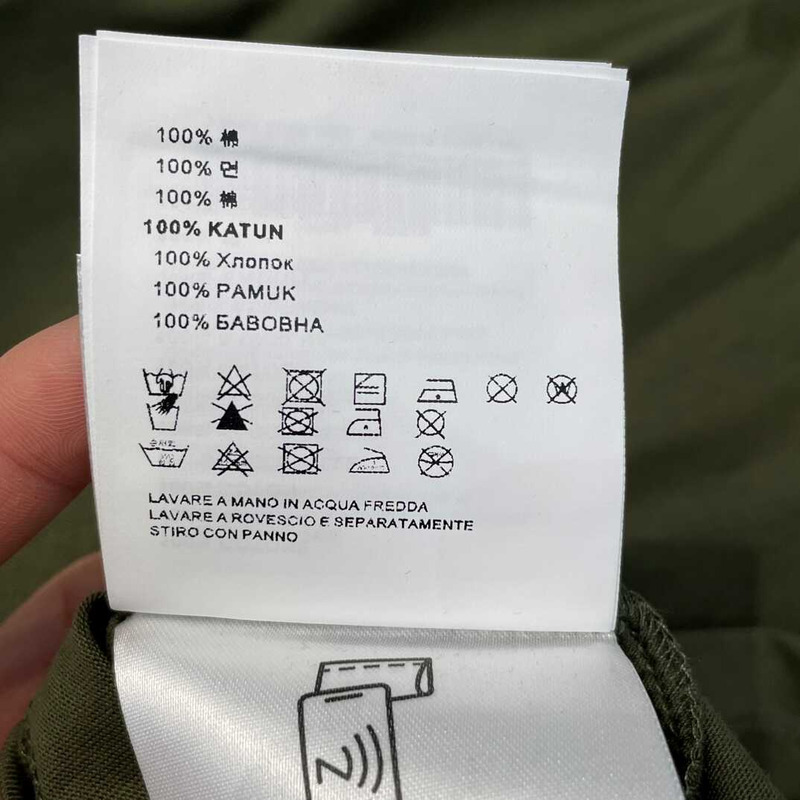 100% 棉
100% 면
100% 棉
100% KATUN
100% Хлопок
100% PAMUK
100% БАВОВНА
LAVARE A MANO IN ACQUA FREDDA
LAVARE A ROVESCIO E SEPARATAMENTE
STIRO CON PANNO